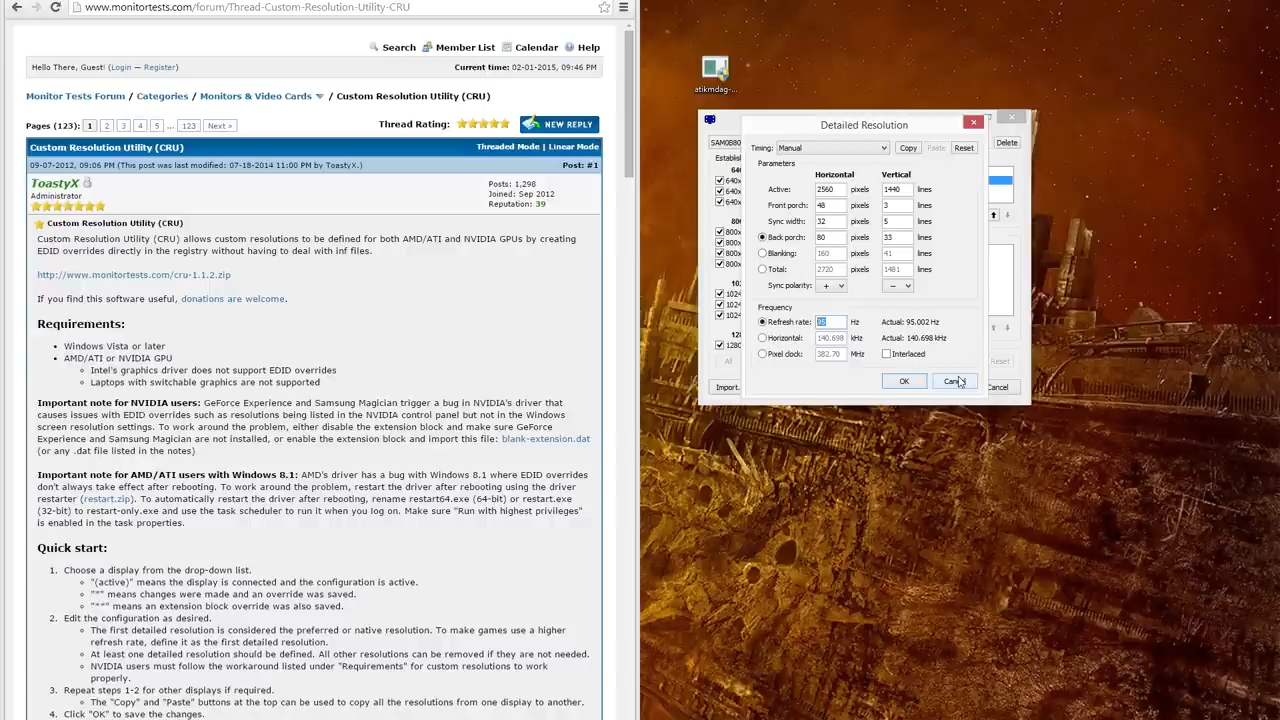 www.monitortests.com/forum/Thread-Custom-Resolution-Utility-CRU
Search Member List Calendar Help
Hello There, Guest! (Login — Register) Current time: 02-01-2015, 09:46 PM
Monitor Tests Forum / Categories / Monitors & Video Cards / Custom Resolution Utility (CRU)
Pages (123): 1 2 3 4 5 ... 123 Next » Thread Rating: NEW REPLY
Custom Resolution Utility (CRU) Threaded Mode | Linear Mode
09-07-2012, 09:06 PM (This post was last modified: 07-18-2014 11:00 PM by ToastyX.) Post: #1
ToastyX
Administrator
Posts: 1,298
Joined: Sep 2012
Reputation: 39
Custom Resolution Utility (CRU)
Custom Resolution Utility (CRU) allows custom resolutions to be defined for both AMD/ATI and NVIDIA GPUs by creating
EDID overrides directly in the registry without having to deal with inf files.
http://www.monitortests.com/cru-1.1.2.zip
If you find this software useful, donations are welcome.
Requirements:
• Windows Vista or later
• AMD/ATI or NVIDIA GPU
Intel's graphics driver does not support EDID overrides
Laptops with switchable graphics are not supported
Important note for NVIDIA users: GeForce Experience and Samsung Magician trigger a bug in NVIDIA's driver that
causes issues with EDID overrides such as resolutions being listed in the NVIDIA control panel but not in the Windows
screen resolution settings. To work around the problem, either disable the extension block and make sure GeForce
Experience and Samsung Magician are not installed, or enable the extension block and import this file: blank-extension.dat
(or any .dat file listed in the notes)
Important note for AMD/ATI users with Windows 8.1: AMD's driver has a bug with Windows 8.1 where EDID overrides
don't always take effect after rebooting. To work around the problem, restart the driver after rebooting using the driver
restarter (restart.zip). To automatically restart the driver after rebooting, rename restart64.exe (64-bit) or restart.exe
(32-bit) to restart-only.exe and use the task scheduler to run it when you log on. Make sure "Run with highest privileges"
is enabled in the task properties.
Quick start:
1. Choose a display from the drop-down list.
"(active)" means the display is connected and the configuration is active.
"*" means changes were made and an override was saved.
"**" means an extension block override was also saved.
2. Edit the configuration as desired.
The first detailed resolution is considered the preferred or native resolution. To make games use a higher
refresh rate, define it as the first detailed resolution.
At least one detailed resolution should be defined. All other resolutions can be removed if they are not needed.
NVIDIA users must follow the workaround listed under "Requirements" for custom resolutions to work
properly.
3. Repeat steps 1-2 for other displays if required.
The "Copy" and "Paste" buttons at the top can be used to copy all the resolutions from one display to another.
4. Click "OK" to save the changes.
atikmdag-...
SAM0B80
Delete
Establis
640x
640x
640x
800x
800x
800x
800x
1024
1024
1024
1280
All
Reset
Import.
Cancel
Detailed Resolution
Timing: Manual Copy Paste Reset
Parameters
Horizontal Vertical
Active: 2560 pixels 1440 lines
Front porch: 48 pixels 3 lines
Sync width: 32 pixels 5 lines
Back porch: 80 pixels 33 lines
Blanking: 160 pixels 41 lines
Total: 2720 pixels 1481 lines
Sync polarity: + −
Frequency
Refresh rate: 95 Hz Actual: 95.002 Hz
Horizontal: 140.698 kHz Actual: 140.698 kHz
Pixel clock: 382.70 MHz Interlaced
OK Cancel